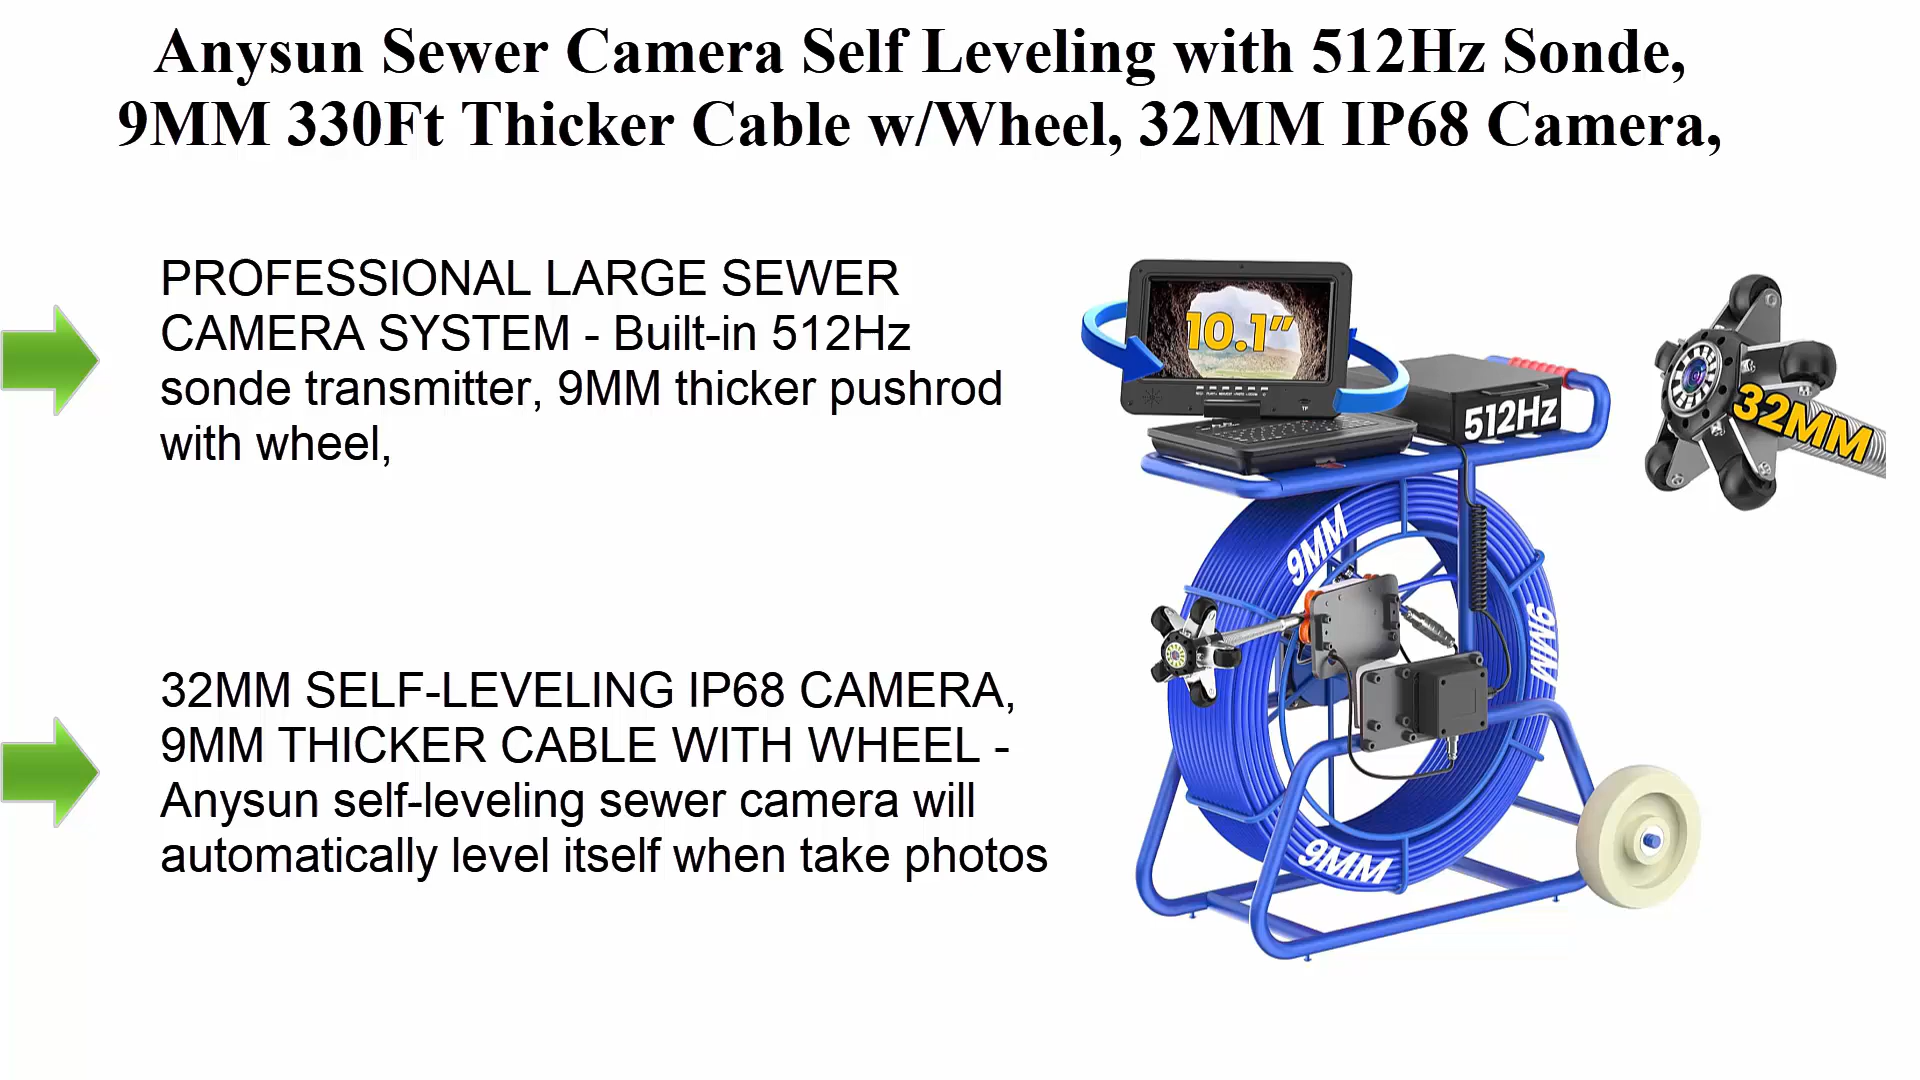 Anysun Sewer Camera Self Leveling with 512Hz Sonde,
9MM 330Ft Thicker Cable w/Wheel, 32MM IP68 Camera,
PROFESSIONAL LARGE SEWER
CAMERA SYSTEM - Built-in 512Hz
sonde transmitter, 9MM thicker pushrod
with wheel,
32MM SELF-LEVELING IP68 CAMERA,
9MM THICKER CABLE WITH WHEEL -
Anysun self-leveling sewer camera will
automatically level itself when take photos
10.1”
512Hz
32MM
9MM
9MM
9MM
TF